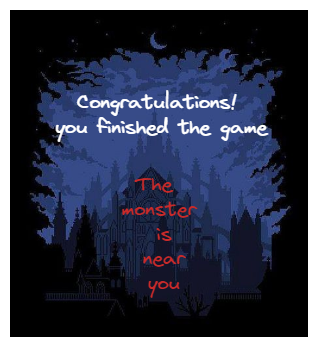 Congratulations!
you finished the game
The
monster
is
near
you